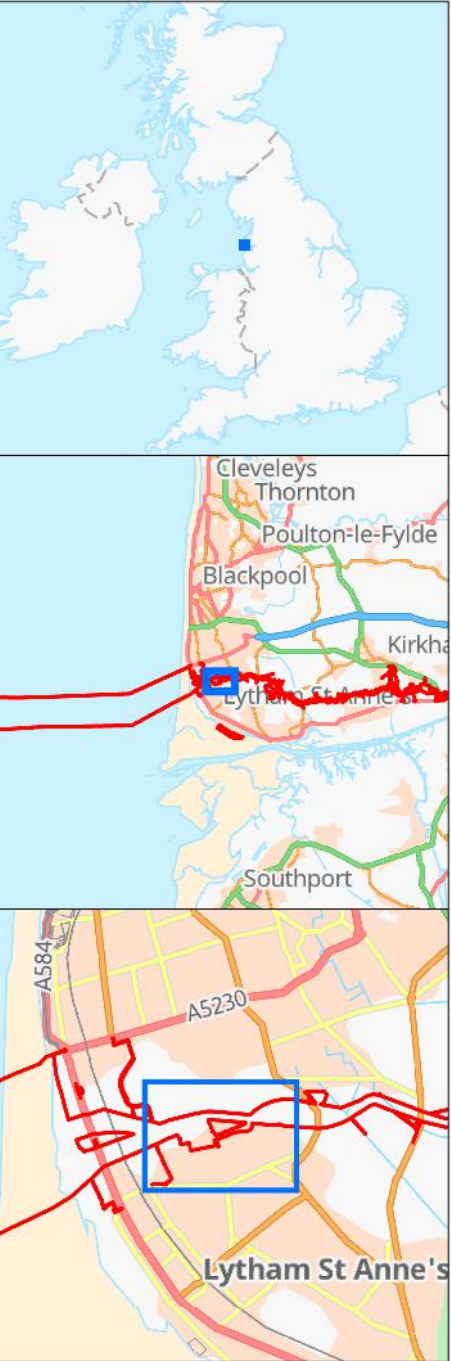 Cleveleys
Thornton
Poulton-le-Fylde
Blackpool
Kirkha
Lytham St Anne's
Southport
A584
A5230
Lytham St Anne's